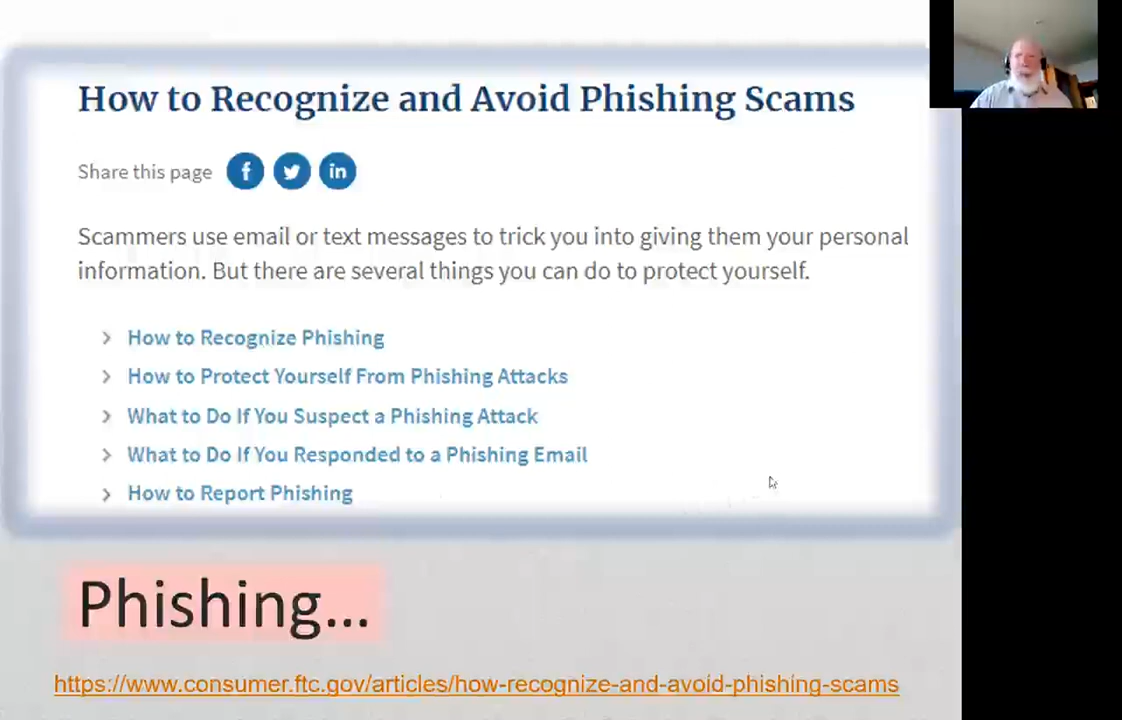 How to Recognize and Avoid Phishing Scams
Share this page
Scammers use email or text messages to trick you into giving them your personal
information. But there are several things you can do to protect yourself.
How to Recognize Phishing
How to Protect Yourself From Phishing Attacks
What to Do If You Suspect a Phishing Attack
What to Do If You Responded to a Phishing Email
How to Report Phishing
Phishing...
https://www.consumer.ftc.gov/articles/how-recognize-and-avoid-phishing-scams